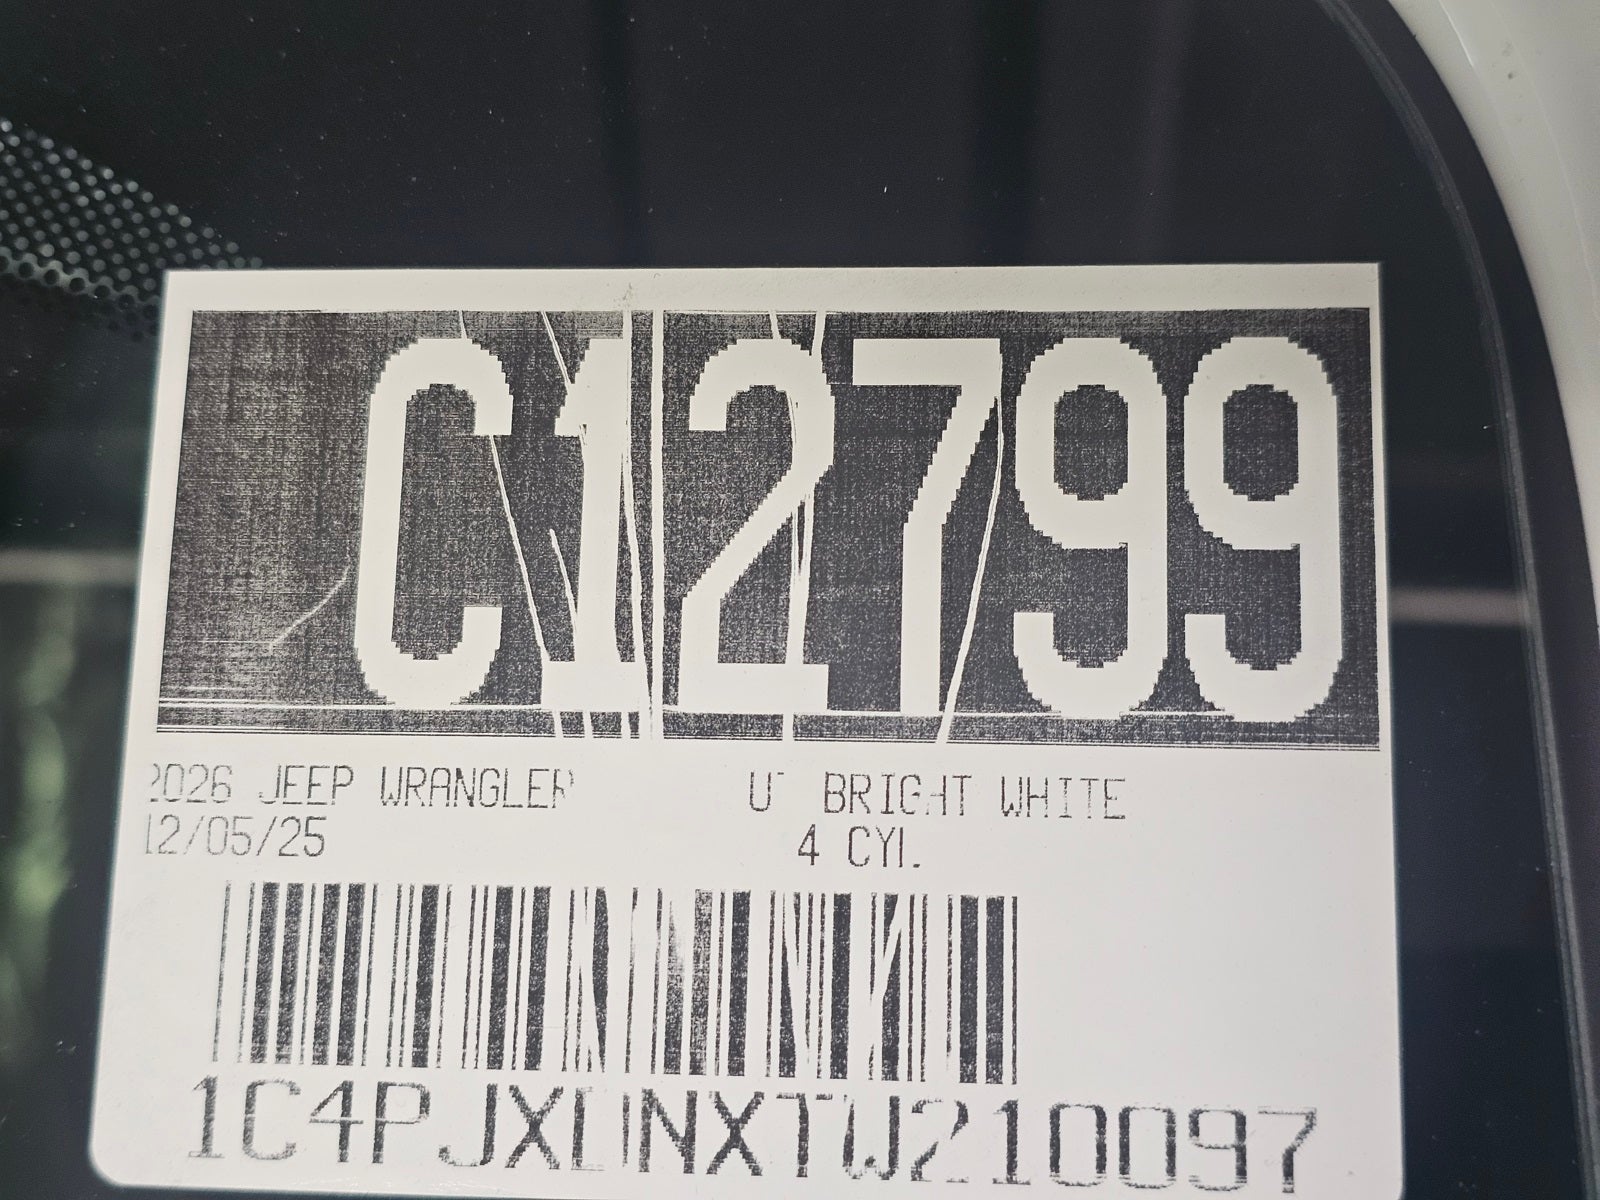 C12799
2026 JEEP WRANGLER BRIGHT WHITE
12/05/25 4 CYL
1C4PJXDNXTW210097